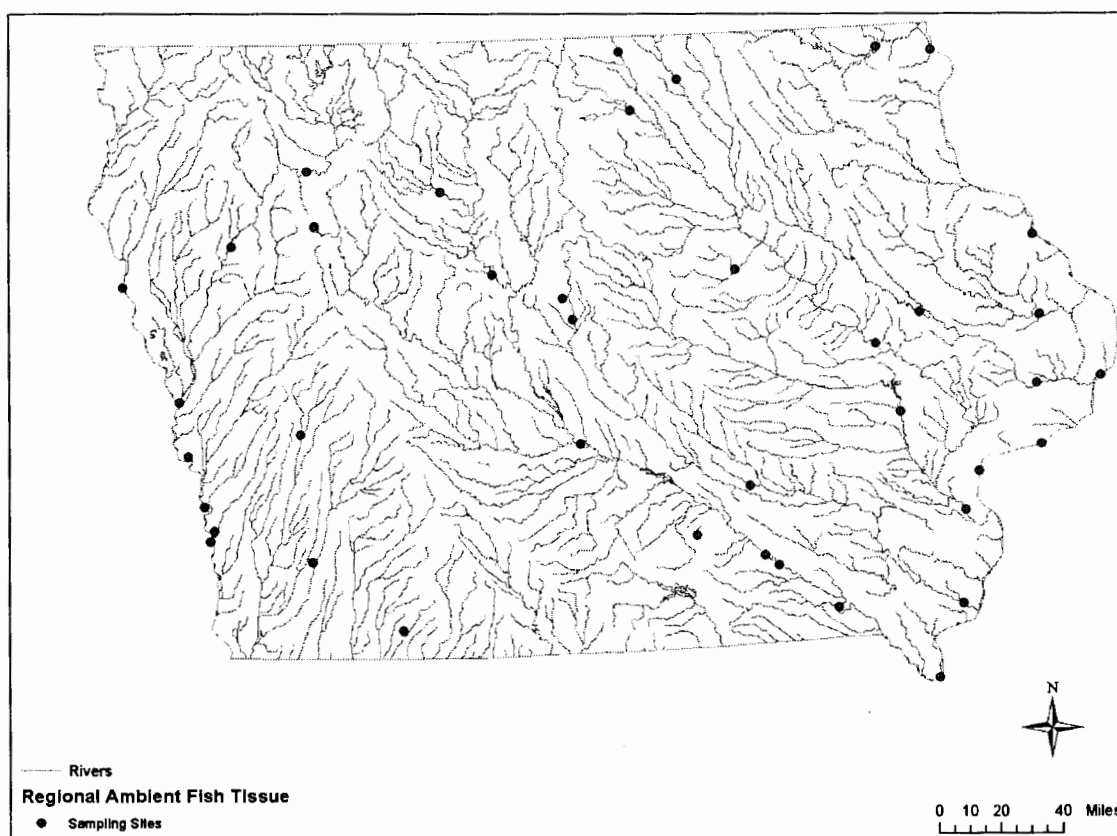 N
Rivers
Regional Ambient Fish Tissue
Sampling Sites
0 10 20 40 Miles